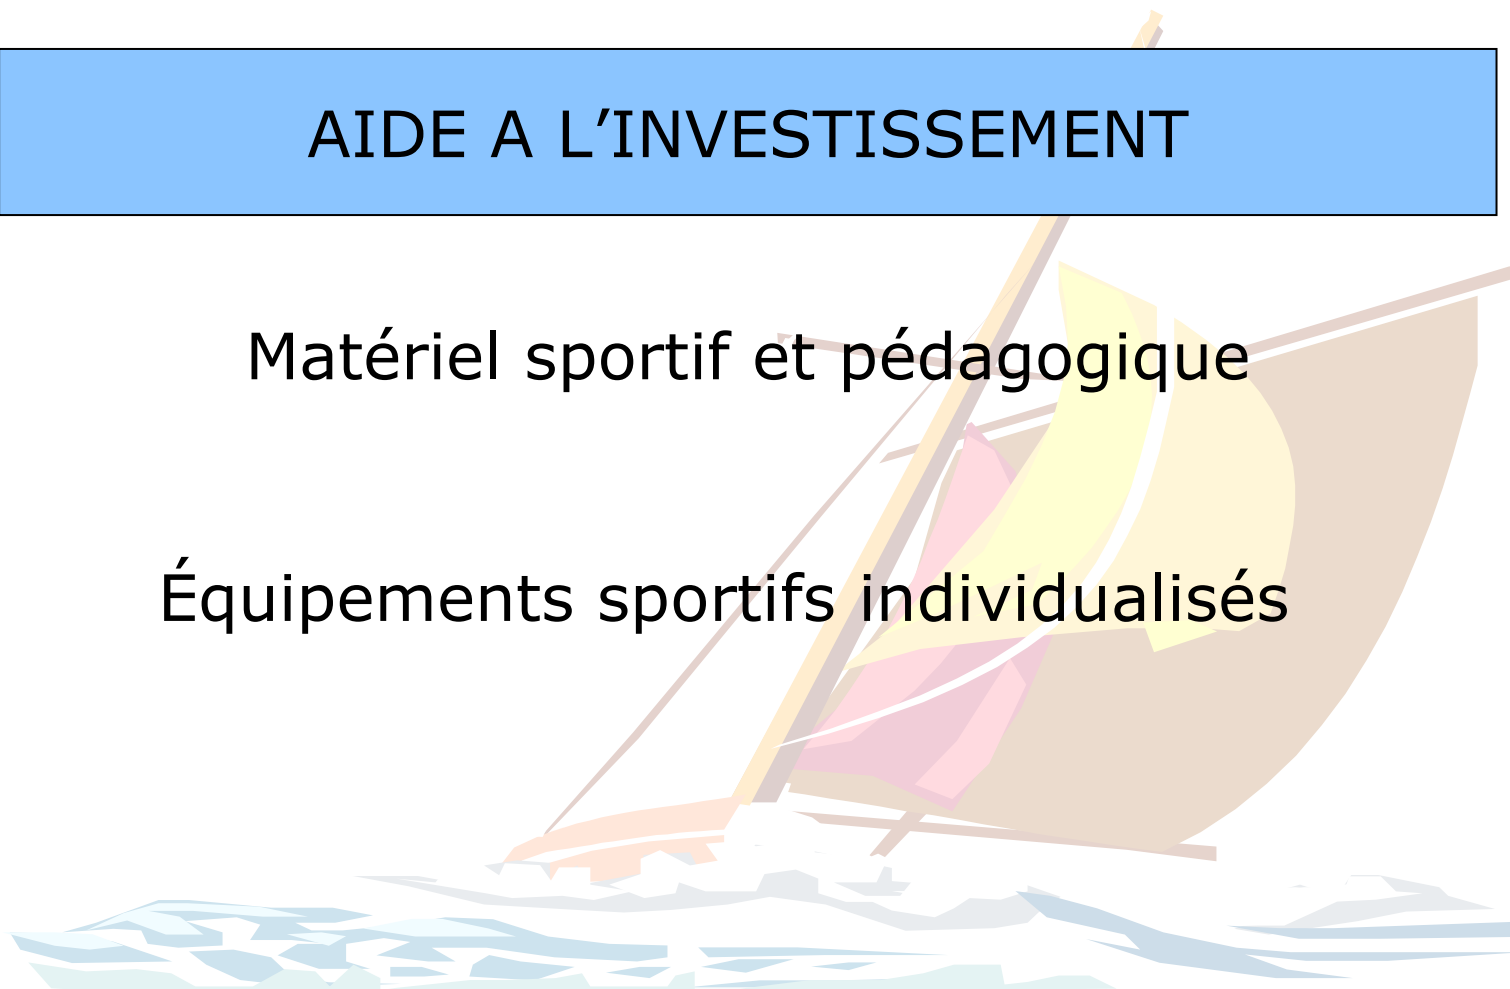 AIDE A L’INVESTISSEMENT
Matériel sportif et pédagogique
Équipements sportifs individualisés